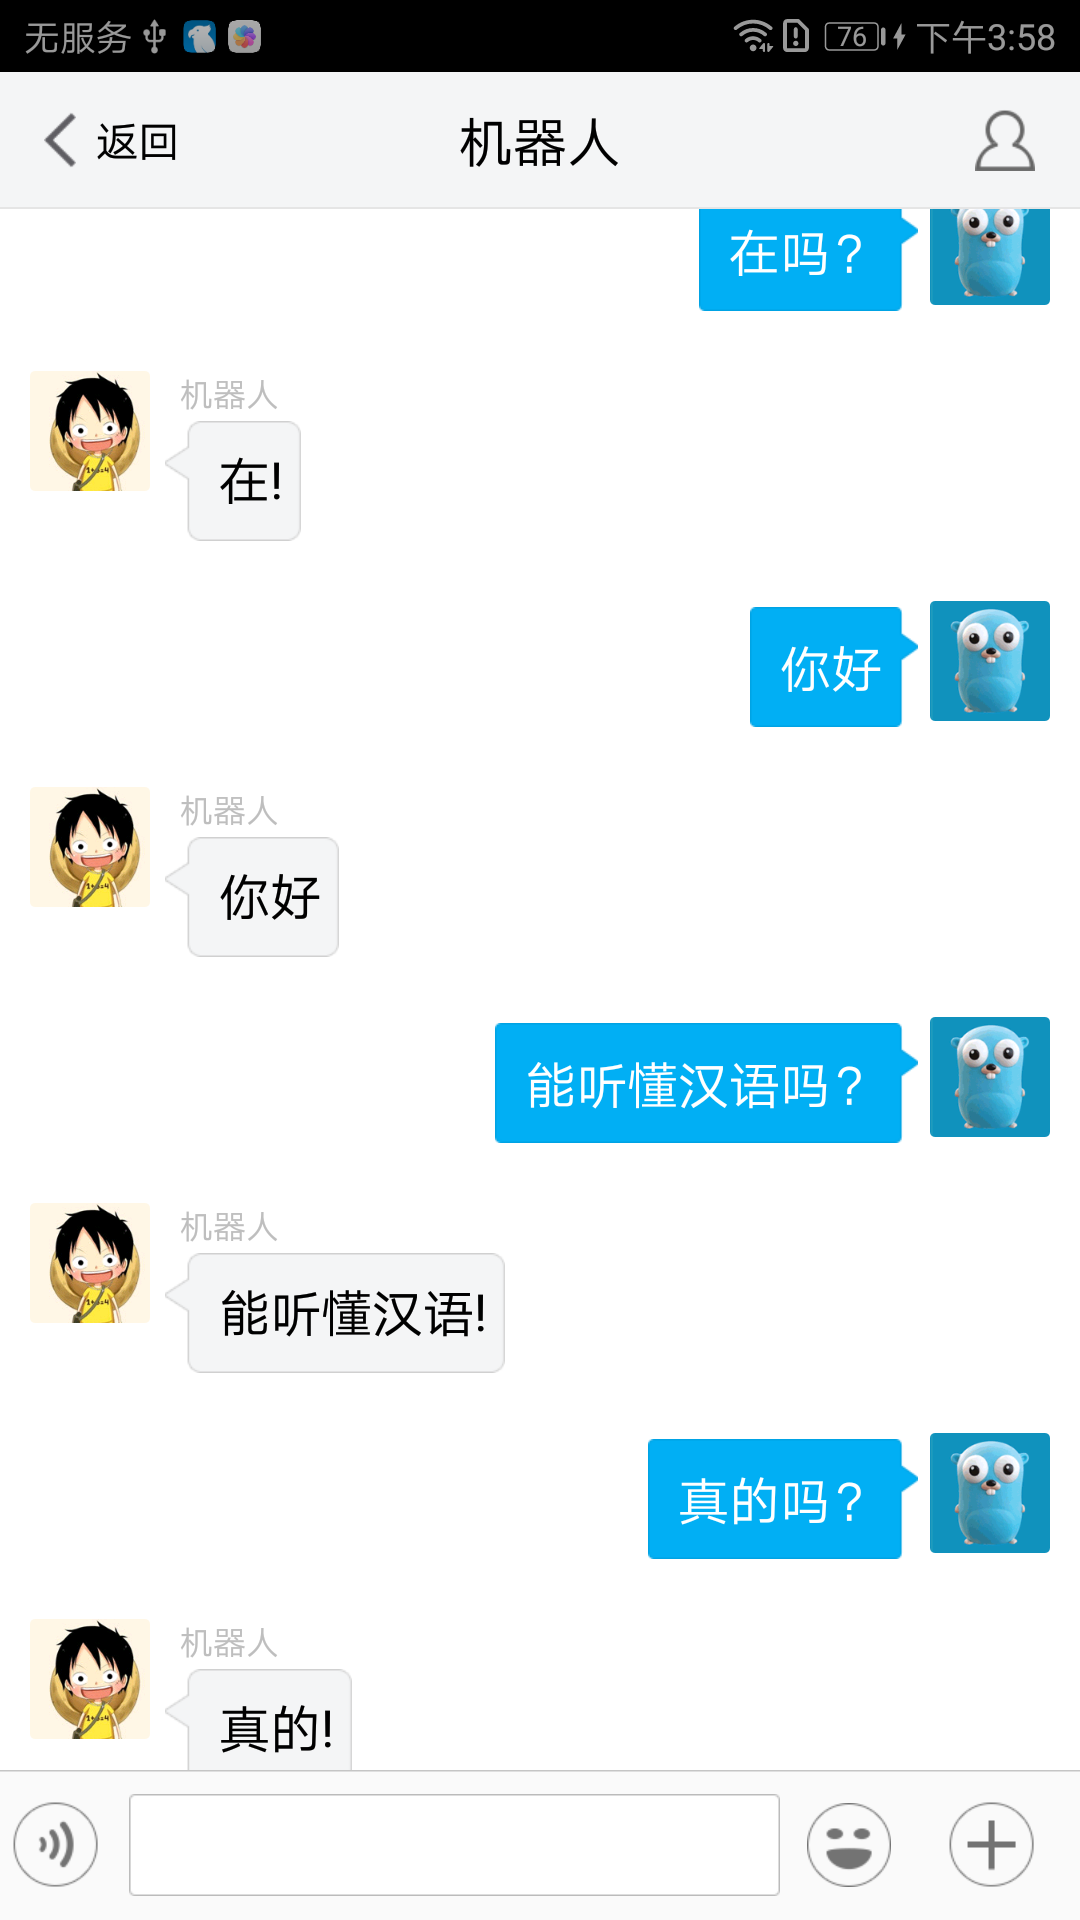 无服务 76 下午3:58
返回 机器人
在吗？
机器人
在!
你好
机器人
你好
能听懂汉语吗？
机器人
能听懂汉语!
真的吗？
机器人
真的!